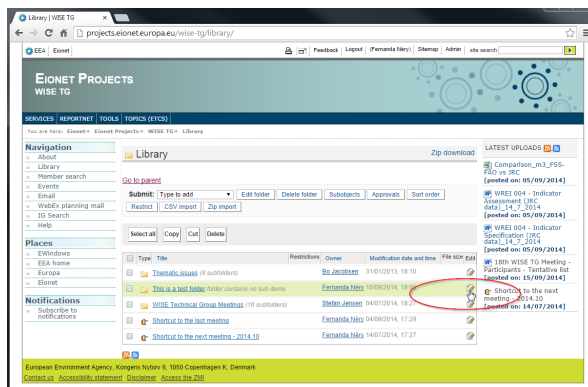 Library | WISE TG
projects.eionet.europa.eu/wise-tg/library/
EEA Eionet Feedback Logout (Fernanda Néry) Sitemap Admin site search
EIONET PROJECTS
WISE TG
SERVICES REPORTNET TOOLS TOPICS (ETCS)
You are here: Eionet» Eionet Projects» WISE TG» Library
Navigation
» About
» Library
» Member search
» Events
» Email
» WebEx planning mail
» IG Search
» Help
Places
» EWindows
» EEA home
» Europa
» Eionet
Notifications
» Subscribe to
notifications
Library Zip download
Go to parent
Submit: Type to add Edit folder Delete folder Subobjects Approvals Sort order
Restrict CSV import Zip import
Select all Copy Cut Delete
Type Title Restrictions Owner Modification date and time File size Edit
Thematic issues (8 subfolders) Bo Jacobsen 31/01/2013, 18:10
This is a test folder folder contains no sub-items Fernanda Néry 15/09/2014,
WISE Technical Group Meetings (18 subfolders) Stefan Jensen 04/07/2014,
Shortcut to the last meeting Fernanda Néry 04/09/2014, 17:29
Shortcut to the next meeting - 2014.10 Fernanda Néry 14/07/2014, 17:27
LATEST UPLOADS
Comparison_m3_FSS-
FAO vs JRC
[posted on: 05/09/2014]
WREI 004 - Indicator
Assessment (JRC
data)_14_7_2014
[posted on: 05/09/2014]
WREI 004 - Indicator
Specification (JRC
data)_14_7_2014
[posted on: 05/09/2014]
18th WISE TG Meeting -
Participants - Tentative list
[posted on: 15/09/2014]
Shortcut to the next
meeting - 2014.10
[posted on: 14/07/2014]
European Environment Agency, Kongens Nytorv 6, 1050 Copenhagen K, Denmark
Contact us Accessibility statement Disclaimer Access the ZMI